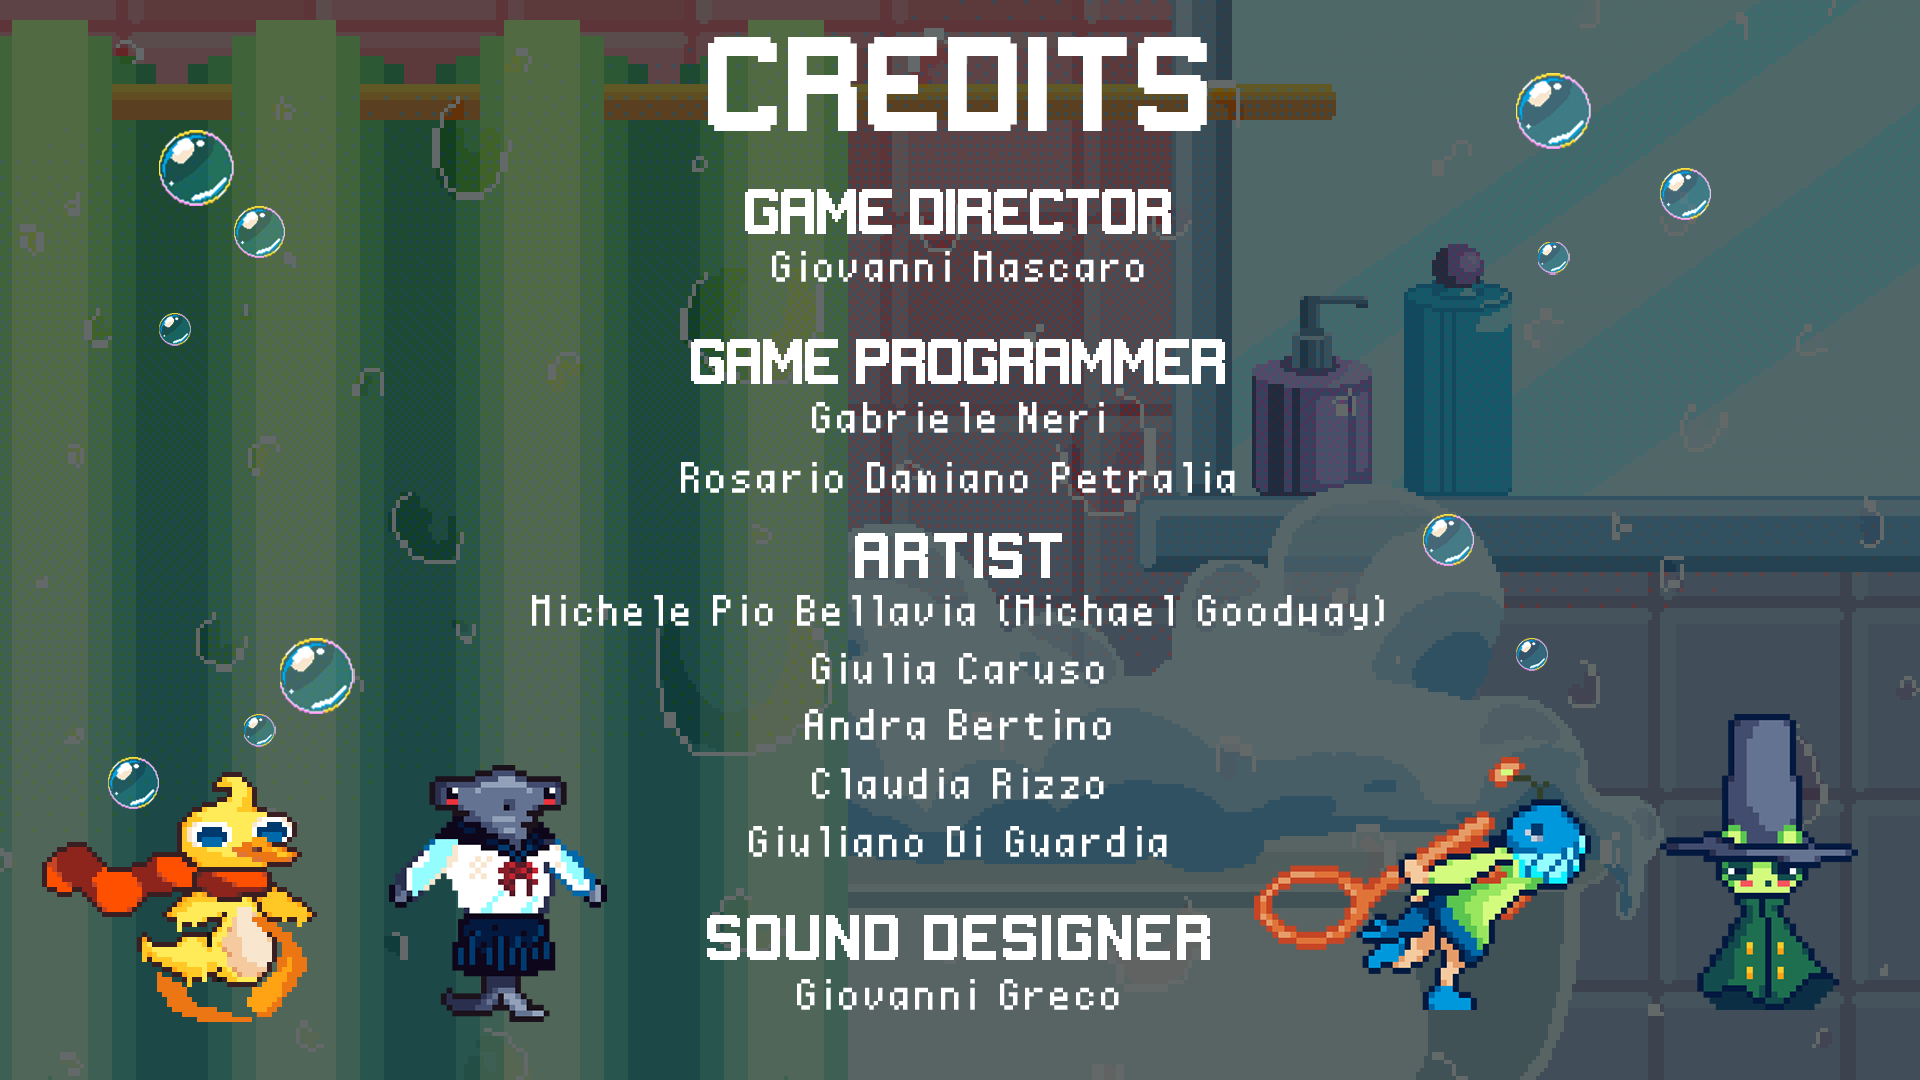 CREDITS
GAME DIRECTOR
Giovanni Mascaro
GAME PROGRAMMER
Gabriele Neri
Rosario Damiano Petralia
ARTIST
Michele Pio Bellavia (Michael Goodway)
Giulia Caruso
Andra Bertino
Claudia Rizzo
Giuliano Di Guardia
SOUND DESIGNER
Giovanni Greco